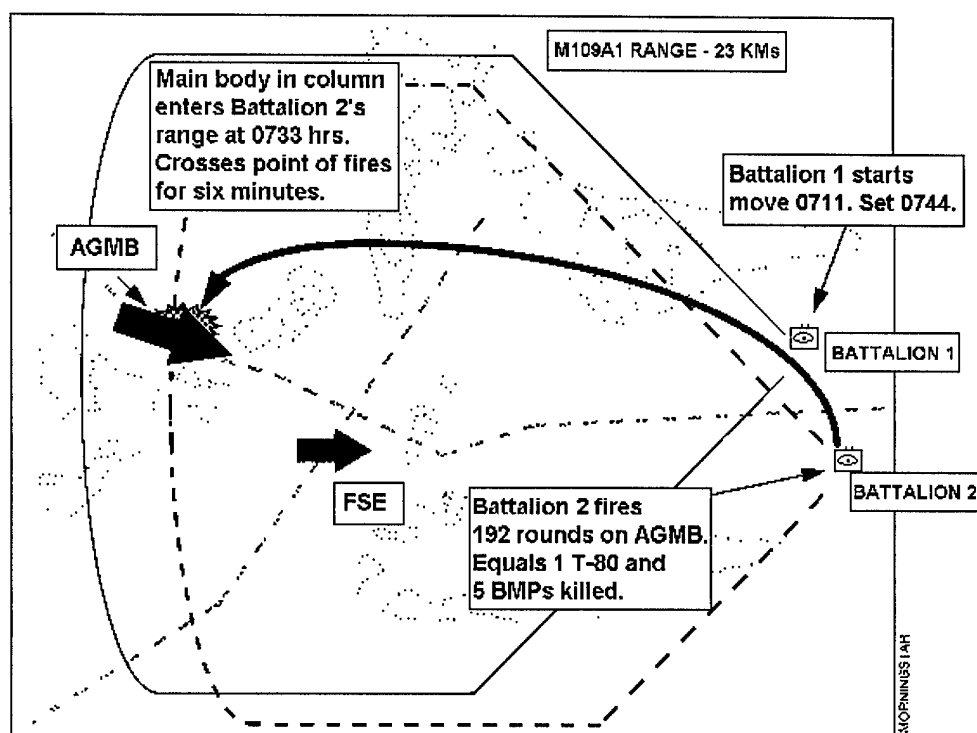 M109A1 RANGE - 23 KMs
Main body in column
enters Battalion 2's
range at 0733 hrs.
Crosses point of fires
for six minutes.
Battalion 1 starts
move 0711. Set 0744.
AGMB
BATTALION 1
FSE
Battalion 2 fires
192 rounds on AGMB.
Equals 1 T-80 and
5 BMPs killed.
BATTALION 2